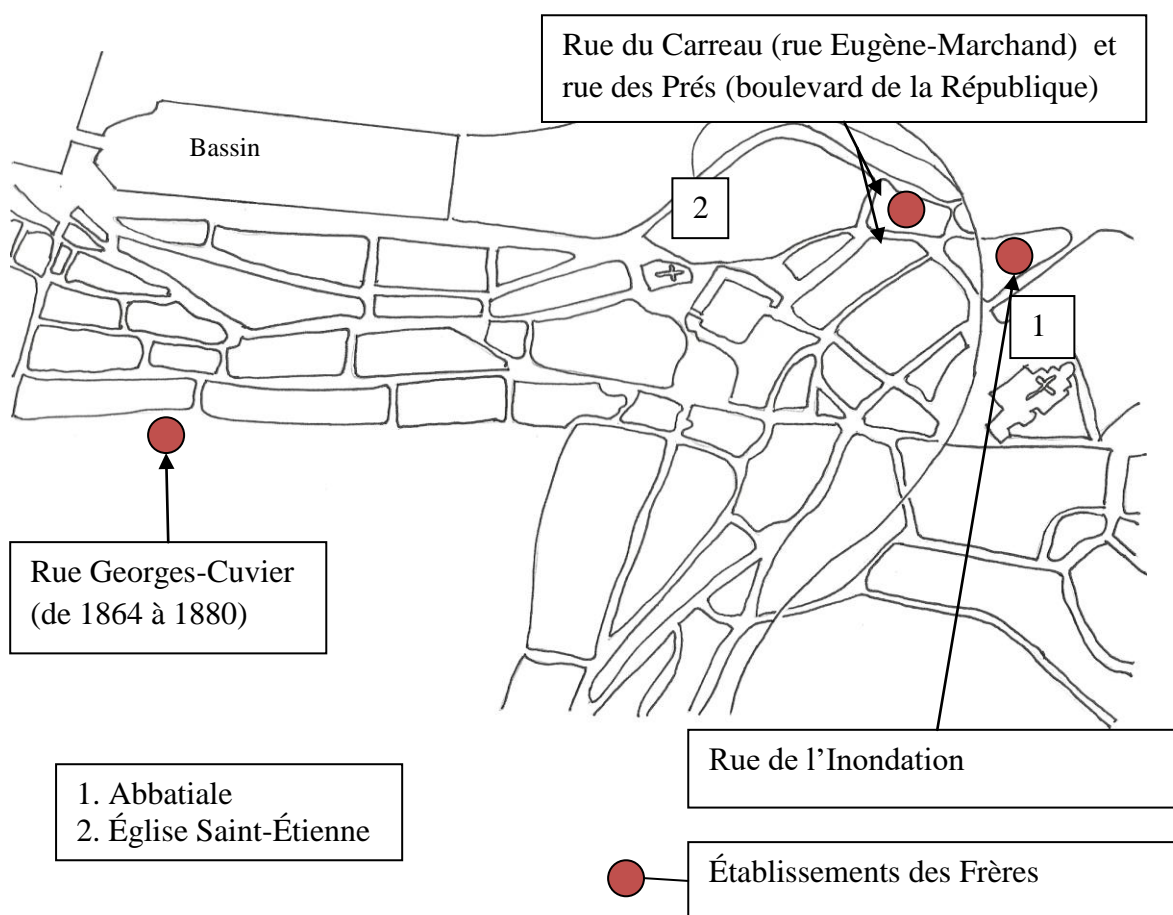 Rue du Carreau (rue Eugène-Marchand) et
rue des Prés (boulevard de la République)
Bassin
2
1
Rue Georges-Cuvier
(de 1864 à 1880)
Rue de l’Inondation
1. Abbatiale
2. Église Saint-Étienne
Établissements des Frères